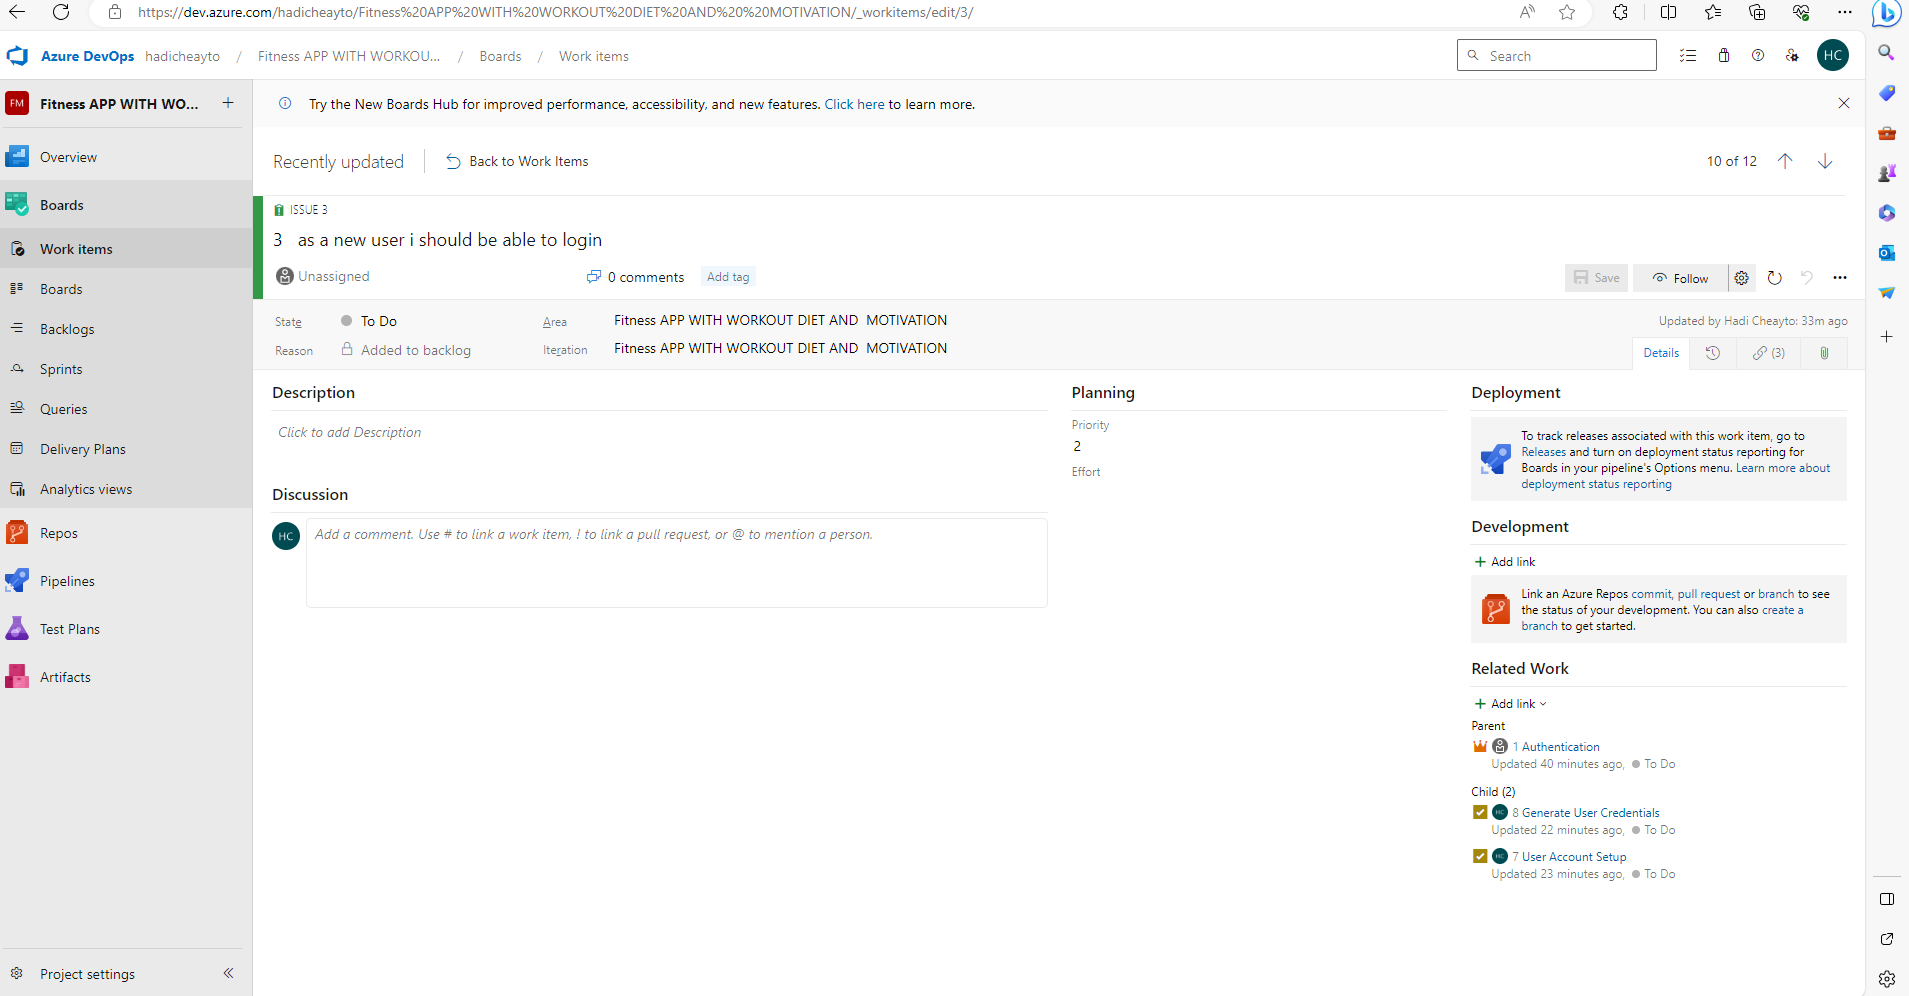 https://dev.azure.com/hadicheayto/Fitness%20APP%20WITH%20WORKOUT%20DIET%20AND%20%20MOTIVATION/_workitems/edit/3/
Azure DevOps hadicheayto / Fitness APP WITH WORKOU... / Boards / Work items
Search
HC
FM Fitness APP WITH WO...
Overview
Boards
Work items
Boards
Backlogs
Sprints
Queries
Delivery Plans
Analytics views
Repos
Pipelines
Test Plans
Artifacts
Project settings
Try the New Boards Hub for improved performance, accessibility, and new features. Click here to learn more.
Recently updated
Back to Work Items
10 of 12
ISSUE 3
3 as a new user i should be able to login
Unassigned
0 comments
Add tag
Save
Follow
State
To Do
Area
Fitness APP WITH WORKOUT DIET AND MOTIVATION
Updated by Hadi Cheayto: 33m ago
Reason
Added to backlog
Iteration
Fitness APP WITH WORKOUT DIET AND MOTIVATION
Details
(3)
Description
Click to add Description
Discussion
HC
Add a comment. Use # to link a work item, ! to link a pull request, or @ to mention a person.
Planning
Priority
2
Effort
Deployment
To track releases associated with this work item, go to
Releases and turn on deployment status reporting for
Boards in your pipeline's Options menu. Learn more about
deployment status reporting
Development
Add link
Link an Azure Repos commit, pull request or branch to see
the status of your development. You can also create a
branch to get started.
Related Work
Add link
Parent
1 Authentication
Updated 40 minutes ago, To Do
Child (2)
HC 8 Generate User Credentials
Updated 22 minutes ago, To Do
HC 7 User Account Setup
Updated 23 minutes ago, To Do